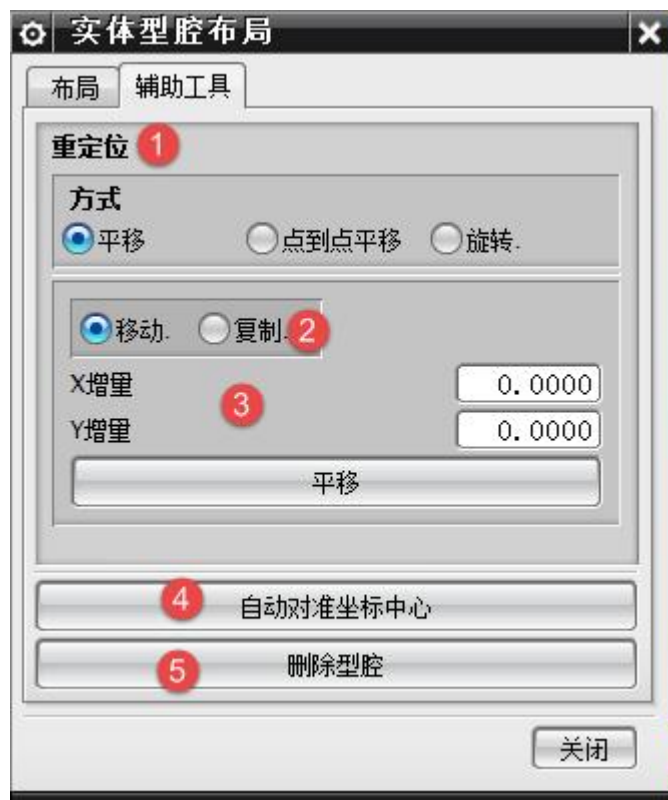 实体型腔布局
布局 辅助工具
重定位 1
方式
平移 点到点平移 旋转.
移动. 复制. 2
X增量 0.0000
3
Y增量 0.0000
平移
4 自动对准坐标中心
5 删除型腔
关闭